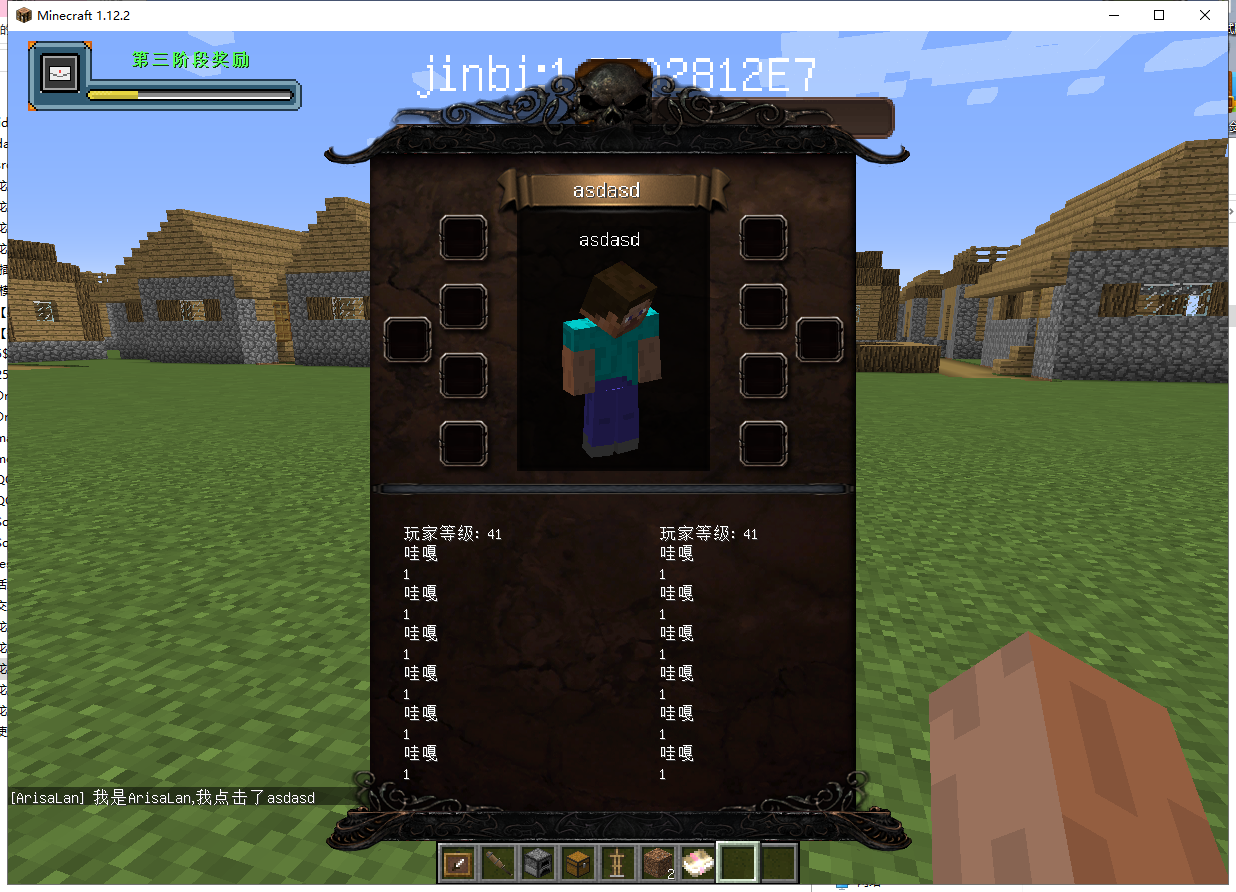 Minecraft 1.12.2
第三阶段奖励
jinbi:1
2812E7
asdasd
asdasd
玩家等级: 41
哇嘎
1
哇嘎
1
哇嘎
1
哇嘎
1
哇嘎
1
哇嘎
1
玩家等级: 41
哇嘎
1
哇嘎
1
哇嘎
1
哇嘎
1
哇嘎
1
哇嘎
1
[ArisaLan] 我是ArisaLan,我点击了asdasd
2